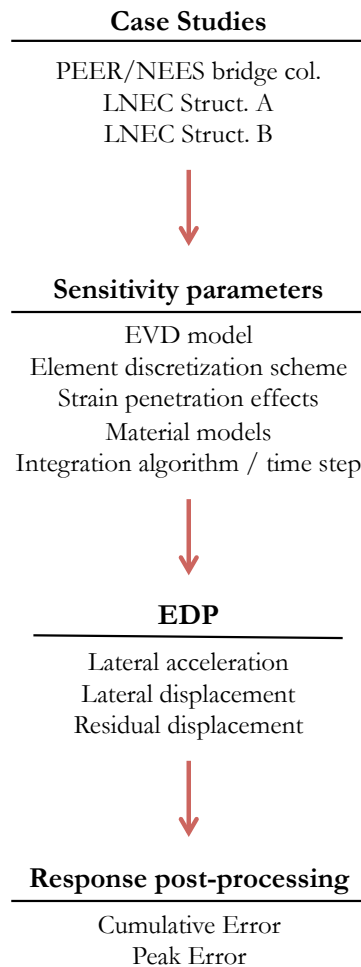 Case Studies
PEER/NEES bridge col.
LNEC Struct. A
LNEC Struct. B
Sensitivity parameters
EVD model
Element discretization scheme
Strain penetration effects
Material models
Integration algorithm / time step
EDP
Lateral acceleration
Lateral displacement
Residual displacement
Response post-processing
Cumulative Error
Peak Error